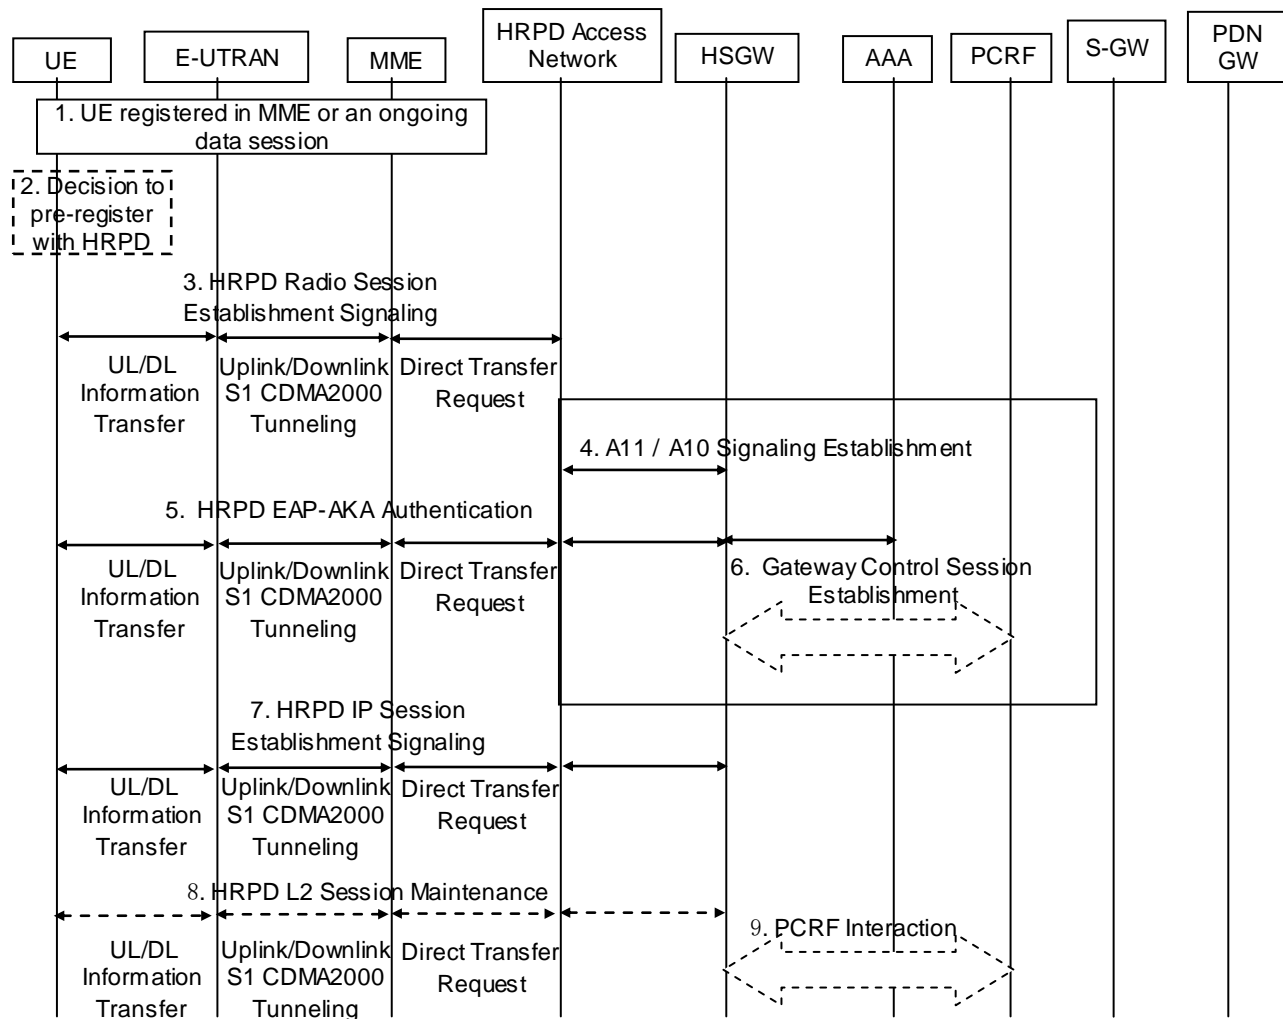 UE
E-UTRAN
MME
HRPD Access
Network
HSGW
AAA
PCRF
S-GW
PDN
GW
1. UE registered in MME or an ongoing
data session
2. Decision to
pre-register
with HRPD
3. HRPD Radio Session
Establishment Signaling
UL/DL
Information
Transfer
Uplink/Downlink
S1 CDMA2000
Tunneling
Direct Transfer
Request
4. A11 / A10 Signaling Establishment
5. HRPD EAP-AKA Authentication
UL/DL
Information
Transfer
Uplink/Downlink
S1 CDMA2000
Tunneling
Direct Transfer
Request
6. Gateway Control Session
Establishment
7. HRPD IP Session
Establishment Signaling
UL/DL
Information
Transfer
Uplink/Downlink
S1 CDMA2000
Tunneling
Direct Transfer
Request
8. HRPD L2 Session Maintenance
UL/DL
Information
Transfer
Uplink/Downlink
S1 CDMA2000
Tunneling
Direct Transfer
Request
9. PCRF Interaction